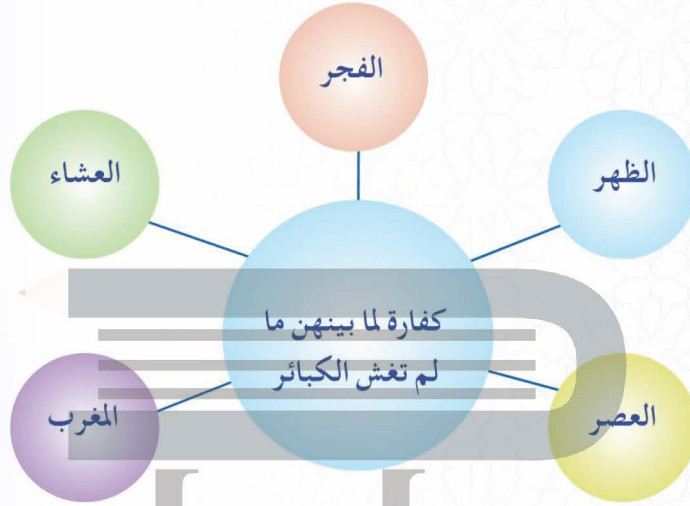 الفجر
الظهر
العشاء
كفارة لما بينهن ما
لم تغش الكبائر
العصر
المغرب